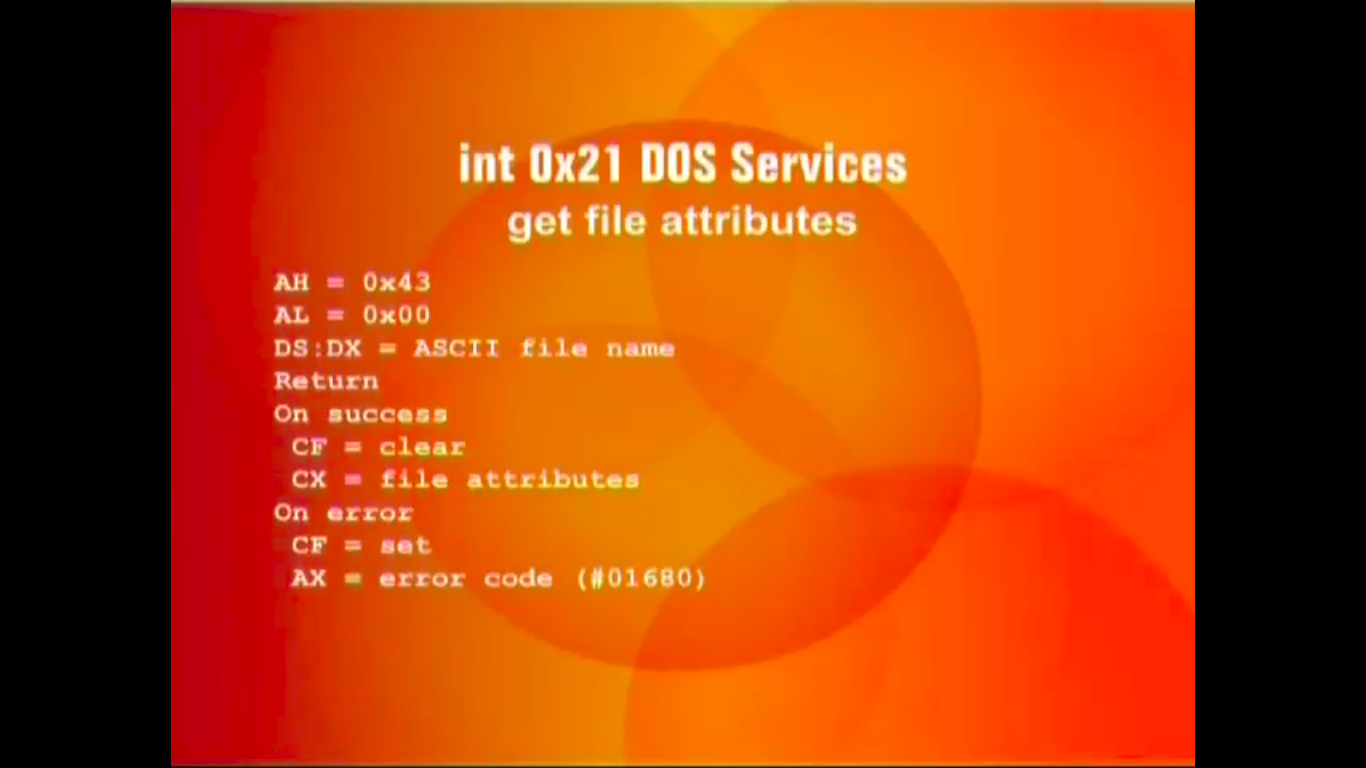 int 0x21 DOS Services
get file attributes
AH = 0x43
AL = 0x00
DS:DX = ASCII file name
Return
On success
CF = clear
CX = file attributes
On error
CF = set
AX = error code (#01680)